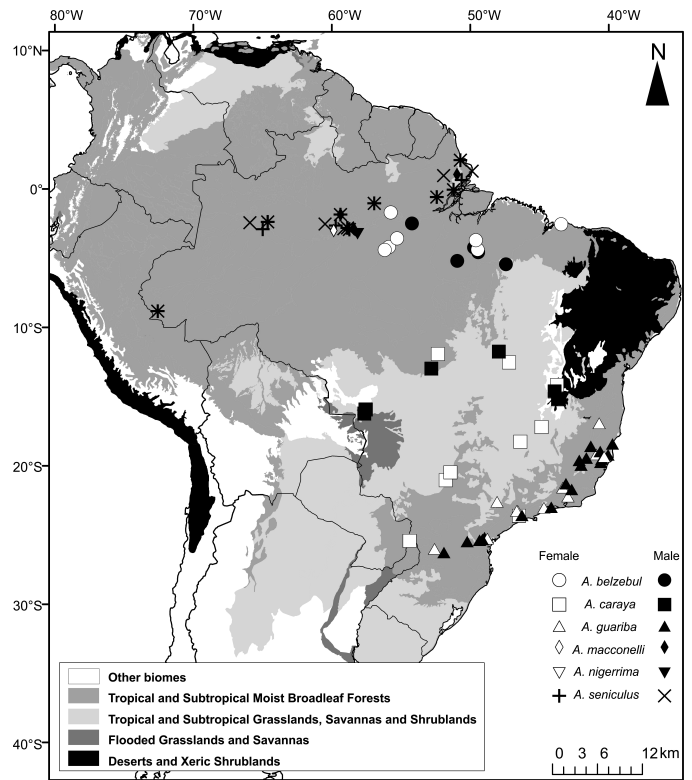 80°W 70°W 60°W 50°W 40°W
10°N
N
0°
10°S
20°S
30°S
40°S
Female Male
A. belzebul
A. caraya
A. guariba
A. macconelli
A. nigerrima
A. seniculus
Other biomes
Tropical and Subtropical Moist Broadleaf Forests
Tropical and Subtropical Grasslands, Savannas and Shrublands
Flooded Grasslands and Savannas
Deserts and Xeric Shrublands
0 3 6 12 km